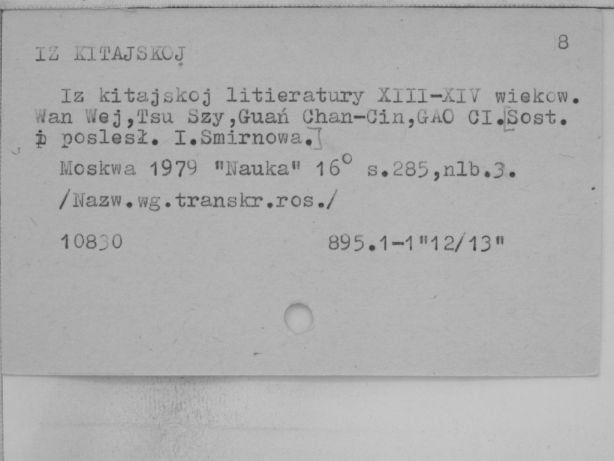 8
IZ KITAJSKOJ
Iz kitajskoj litieratury XIII-XIV wiekow.
Wan Wej,Tsu Szy,Guań Chan-Cin,GAO CI.[Sost.
i poslesł. I.Smirnowa.]
Moskwa 1979 "Nauka" 16° s.285,nlb.3.
/Nazw.wg.transkr.ros./
10830 895.1-1"12/13"